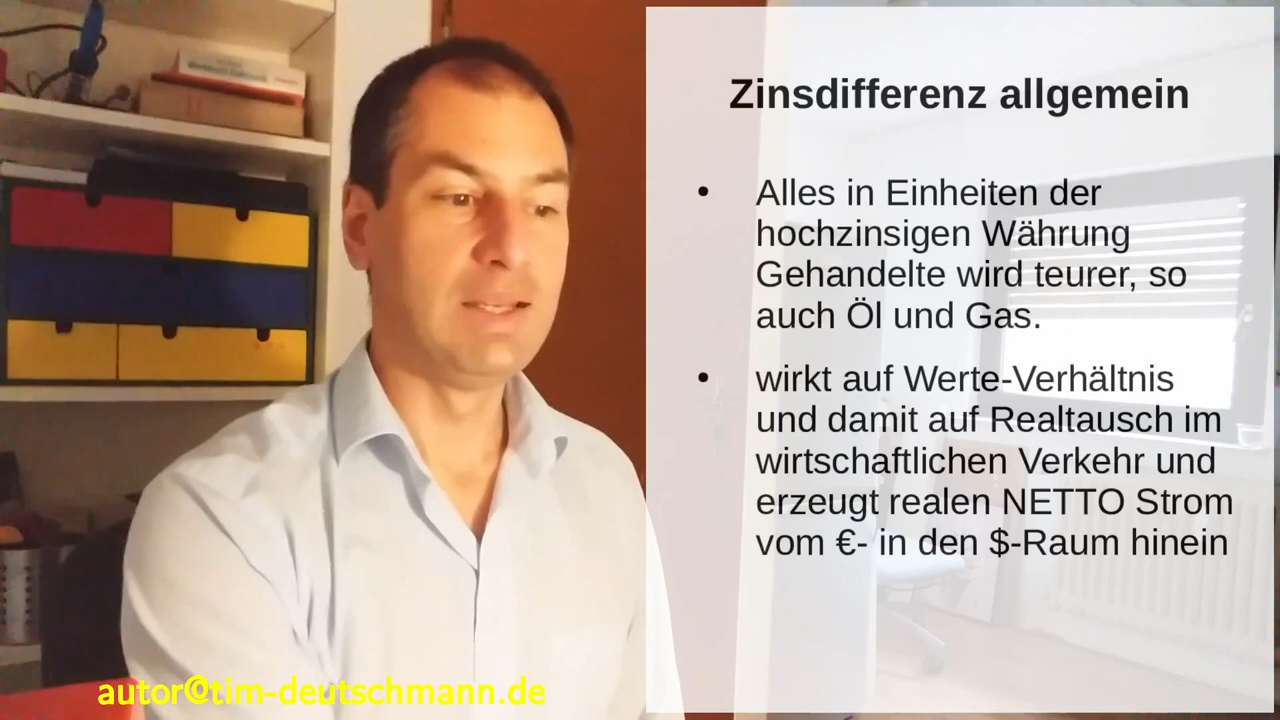 Zinsdifferenz allgemein
• Alles in Einheiten der
hochzinsigen Währung
Gehandelte wird teurer, so
auch Öl und Gas.
• wirkt auf Werte-Verhältnis
und damit auf Realtausch im
wirtschaftlichen Verkehr und
erzeugt realen NETTO Strom
vom €- in den $-Raum hinein
autor@tim-deutschmann.de